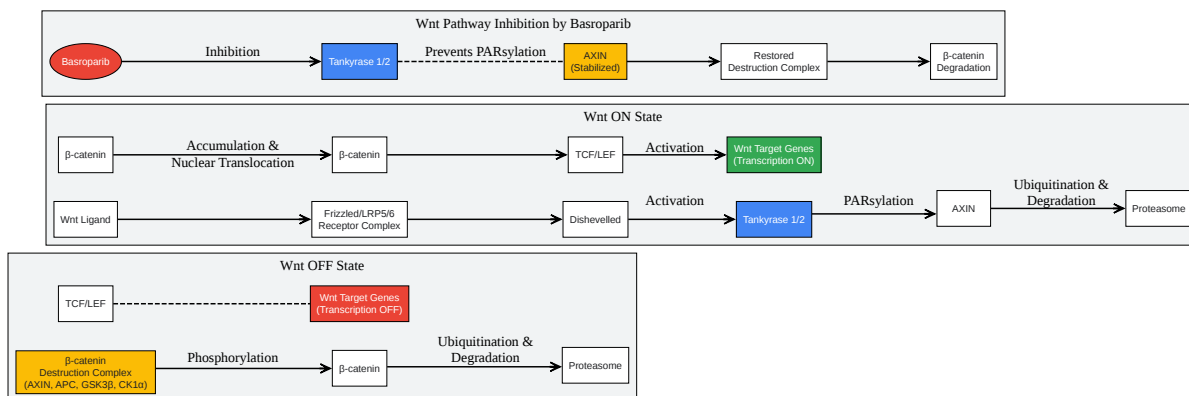 Wnt Pathway Inhibition by Basroparib
Basroparib
Inhibition
Tankyrase 1/2
Prevents PARsylation
AXIN
(Stabilized)
Restored
Destruction Complex
β-catenin
Degradation
Wnt ON State
β-catenin
Accumulation &
Nuclear Translocation
β-catenin
TCF/LEF
Activation
Wnt Target Genes
(Transcription ON)
Wnt Ligand
Frizzled/LRP5/6
Receptor Complex
Dishevelled
Activation
Tankyrase 1/2
PARsylation
AXIN
Ubiquitination &
Degradation
Proteasome
Wnt OFF State
TCF/LEF
Wnt Target Genes
(Transcription OFF)
β-catenin
Destruction Complex
(AXIN, APC, GSK3β, CK1α)
Phosphorylation
β-catenin
Ubiquitination &
Degradation
Proteasome